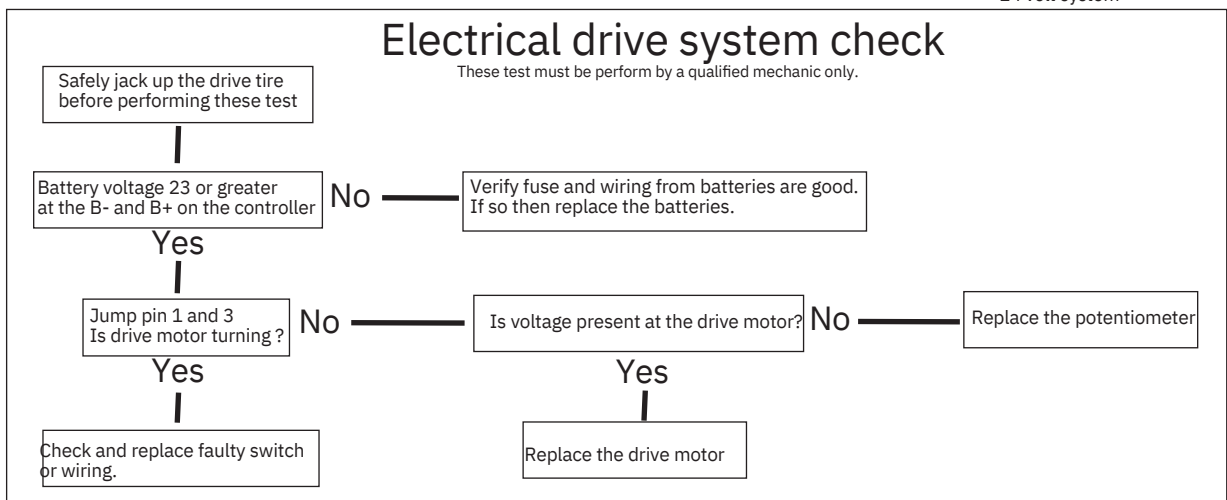 Electrical drive system check
These test must be perform by a qualified mechanic only.
Safely jack up the drive tire
before performing these test
Battery voltage 23 or greater
at the B- and B+ on the controller
No
Verify fuse and wiring from batteries are good.
If so then replace the batteries.
Yes
Jump pin 1 and 3
Is drive motor turning ?
No
Is voltage present at the drive motor?
No
Replace the potentiometer
Yes
Yes
Check and replace faulty switch
or wiring.
Replace the drive motor